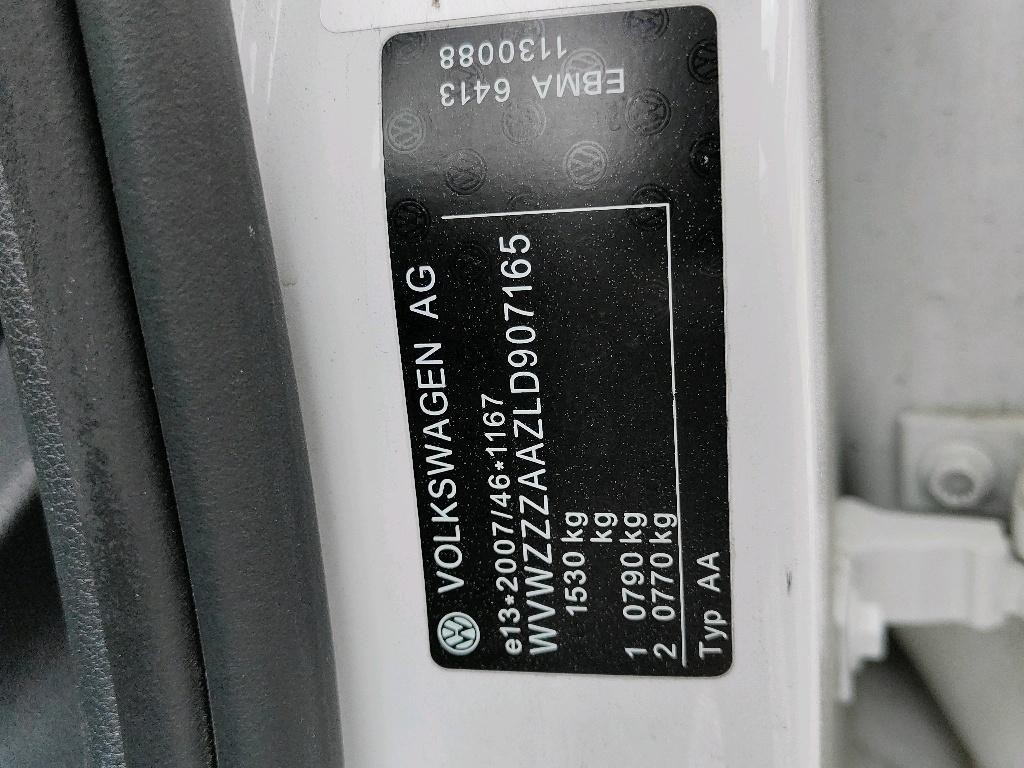 VOLKSWAGEN AG
e13*2007/46*1167
WVWZZZAAZLD907165
1530 kg
kg
1 0790 kg
2 0770 kg
Typ AA
EBMA 6413
1130088